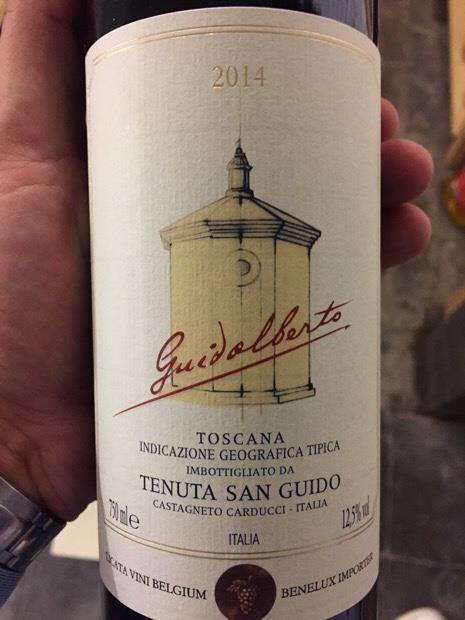 2014
Guidalberto
TOSCANA
INDICAZIONE GEOGRAFICA TIPICA
IMBOTTIGLIATO DA
TENUTA SAN GUIDO
CASTAGNETO CARDUCCI - ITALIA
750 ml e 12,5% vol
ITALIA
LICATA VINI BELGIUM BENELUX IMPORTER